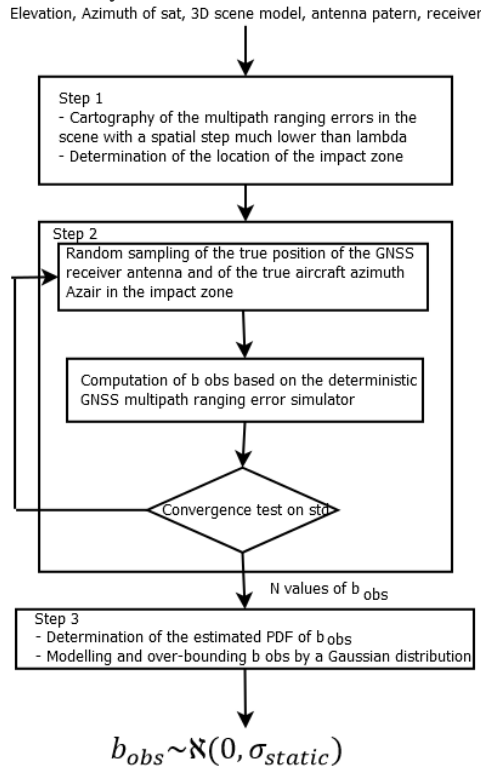 Elevation, Azimuth of sat, 3D scene model, antenna patern, receiver
Step 1
- Cartography of the multipath ranging errors in the
scene with a spatial step much lower than lambda
- Determination of the location of the impact zone
Step 2
Random sampling of the true position of the GNSS
receiver antenna and of the true aircraft azimuth
Azair in the impact zone
Computation of b obs based on the deterministic
GNSS multipath ranging error simulator
Convergence test on std
N values of b obs
Step 3
- Determination of the estimated PDF of b obs
- Modelling and over-bounding b obs by a Gaussian distribution
b_{obs}~ℵ(0, σ_{static})